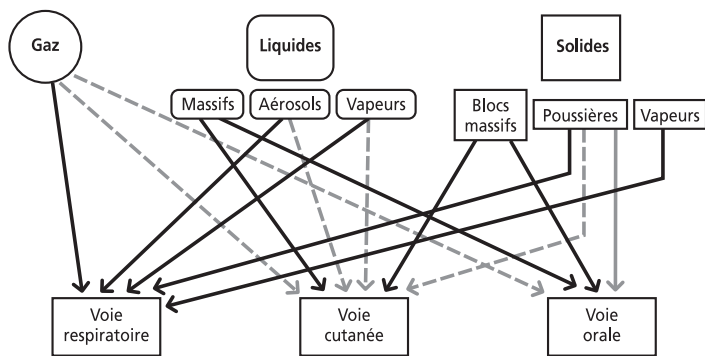 Gaz
Liquides
Solides
Massifs
Aérosols
Vapeurs
Blocs
massifs
Poussières
Vapeurs
Voie
respiratoire
Voie
cutanée
Voie
orale